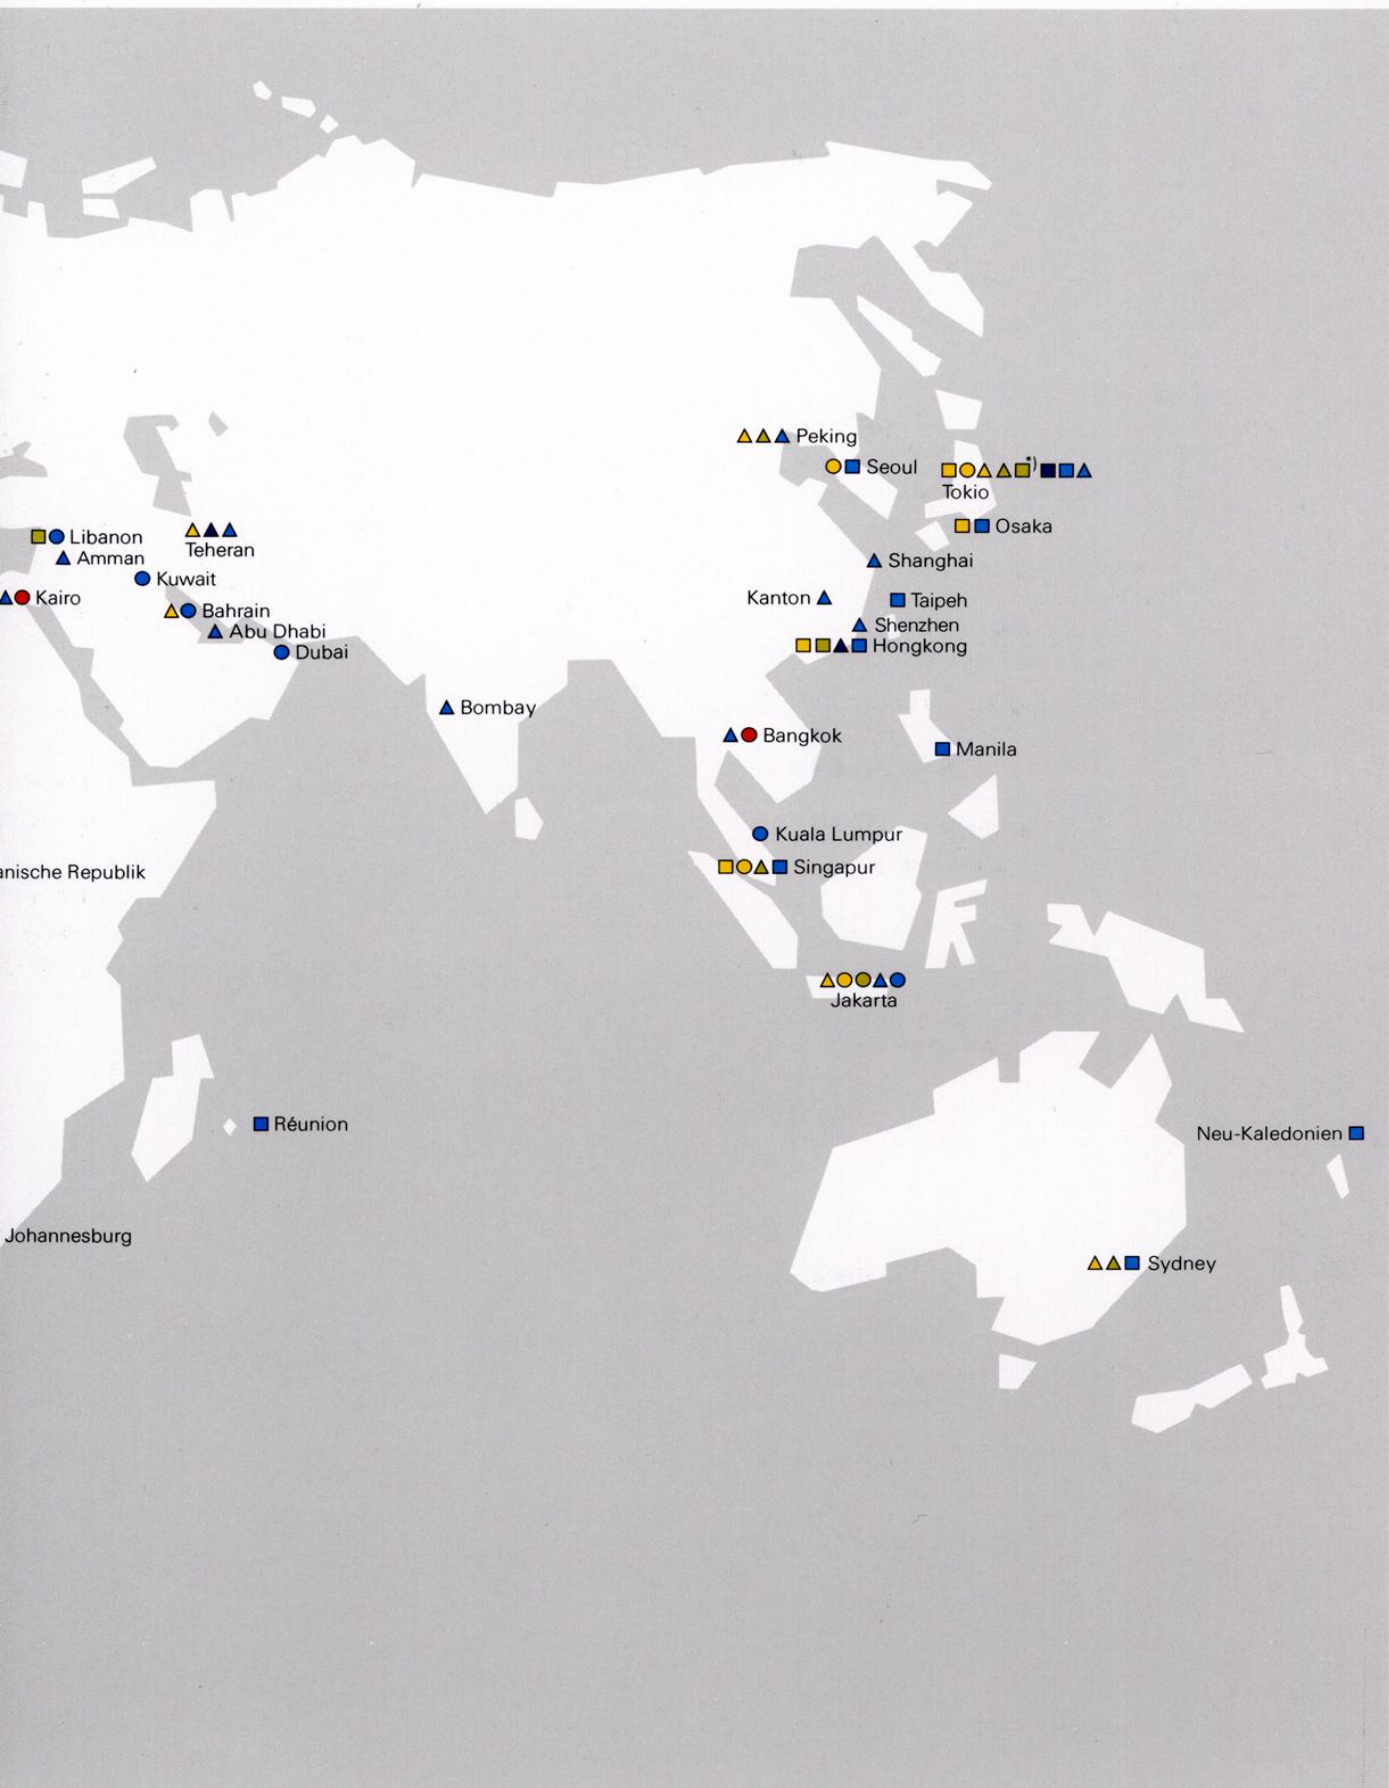 Peking
Seoul
Tokio
*)
Osaka
Libanon
Teheran
Amman
Shanghai
Kuwait
Kairo
Kanton
Taipeh
Bahrain
Shenzhen
Abu Dhabi
Hongkong
Dubai
Bombay
Bangkok
Manila
Kuala Lumpur
Singapur
anische Republik
Jakarta
Réunion
Neu-Kaledonien
Johannesburg
Sydney